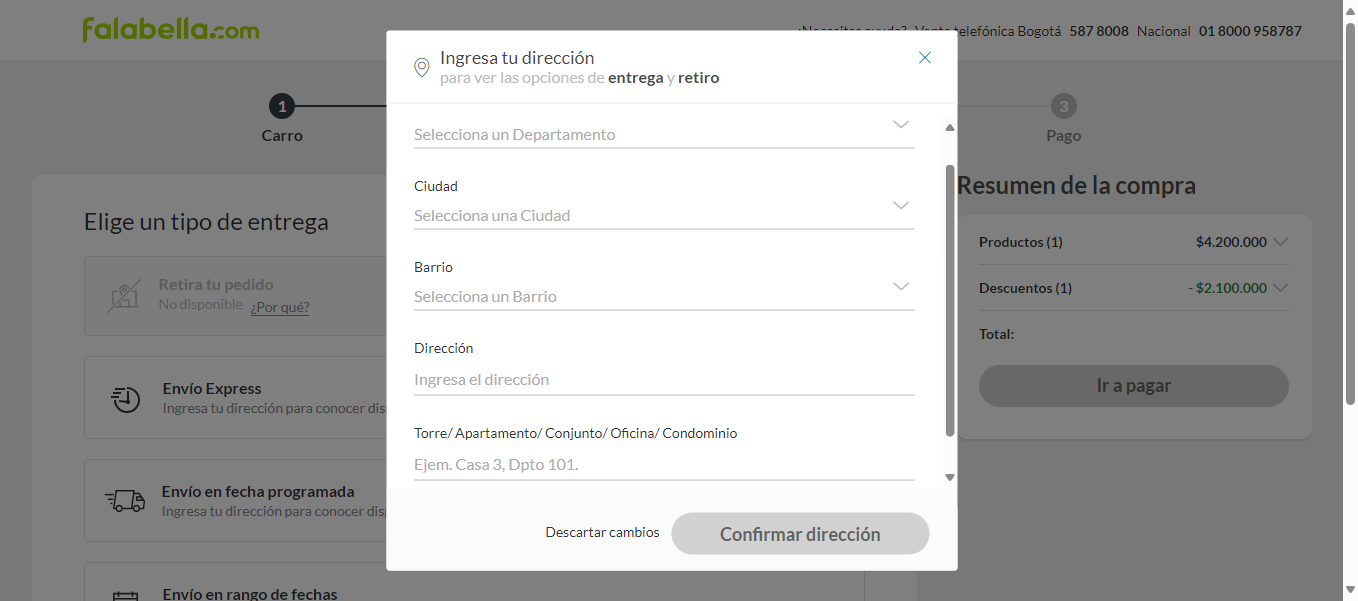 falabella.com
¿Necesitas ayuda? Venta telefónica Bogotá 587 8008 Nacional 01 8000 958787
Ingresa tu dirección
para ver las opciones de entrega y retiro
1
Carro
3
Pago
Selecciona un Departamento
Ciudad
Selecciona una Ciudad
Barrio
Selecciona un Barrio
Dirección
Ingresa el dirección
Torre/ Apartamento/ Conjunto/ Oficina/ Condominio
Ejem. Casa 3, Dpto 101.
Descartar cambios
Confirmar dirección
Elige un tipo de entrega
Retira tu pedido
No disponible ¿Por qué?
Envío Express
Ingresa tu dirección para conocer dis
Envío en fecha programada
Ingresa tu dirección para conocer dis
Envío en rango de fechas
Resumen de la compra
Productos (1) $4.200.000
Descuentos (1) - $2.100.000
Total:
Ir a pagar